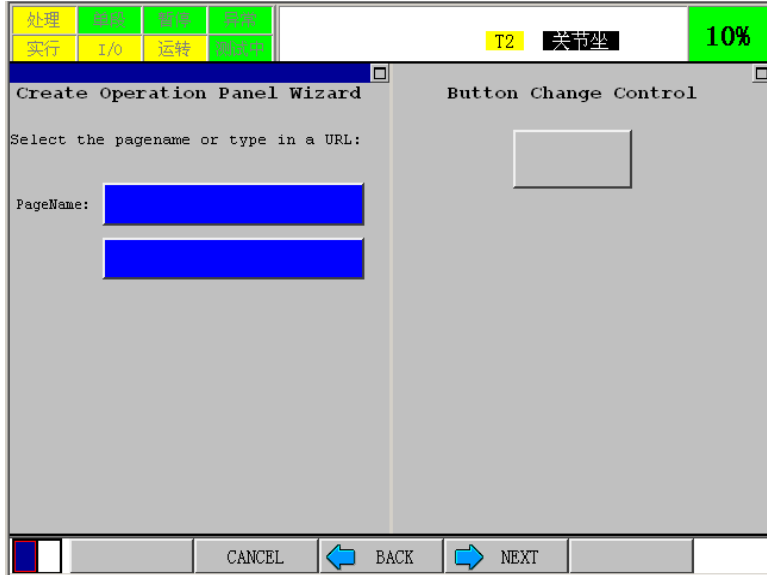 处理 单段 暂停 异常
实行 I/O 运转 测试中
T2 关节坐 10%
Create Operation Panel Wizard
Select the pagename or type in a URL:
PageName:
Button Change Control
CANCEL BACK NEXT